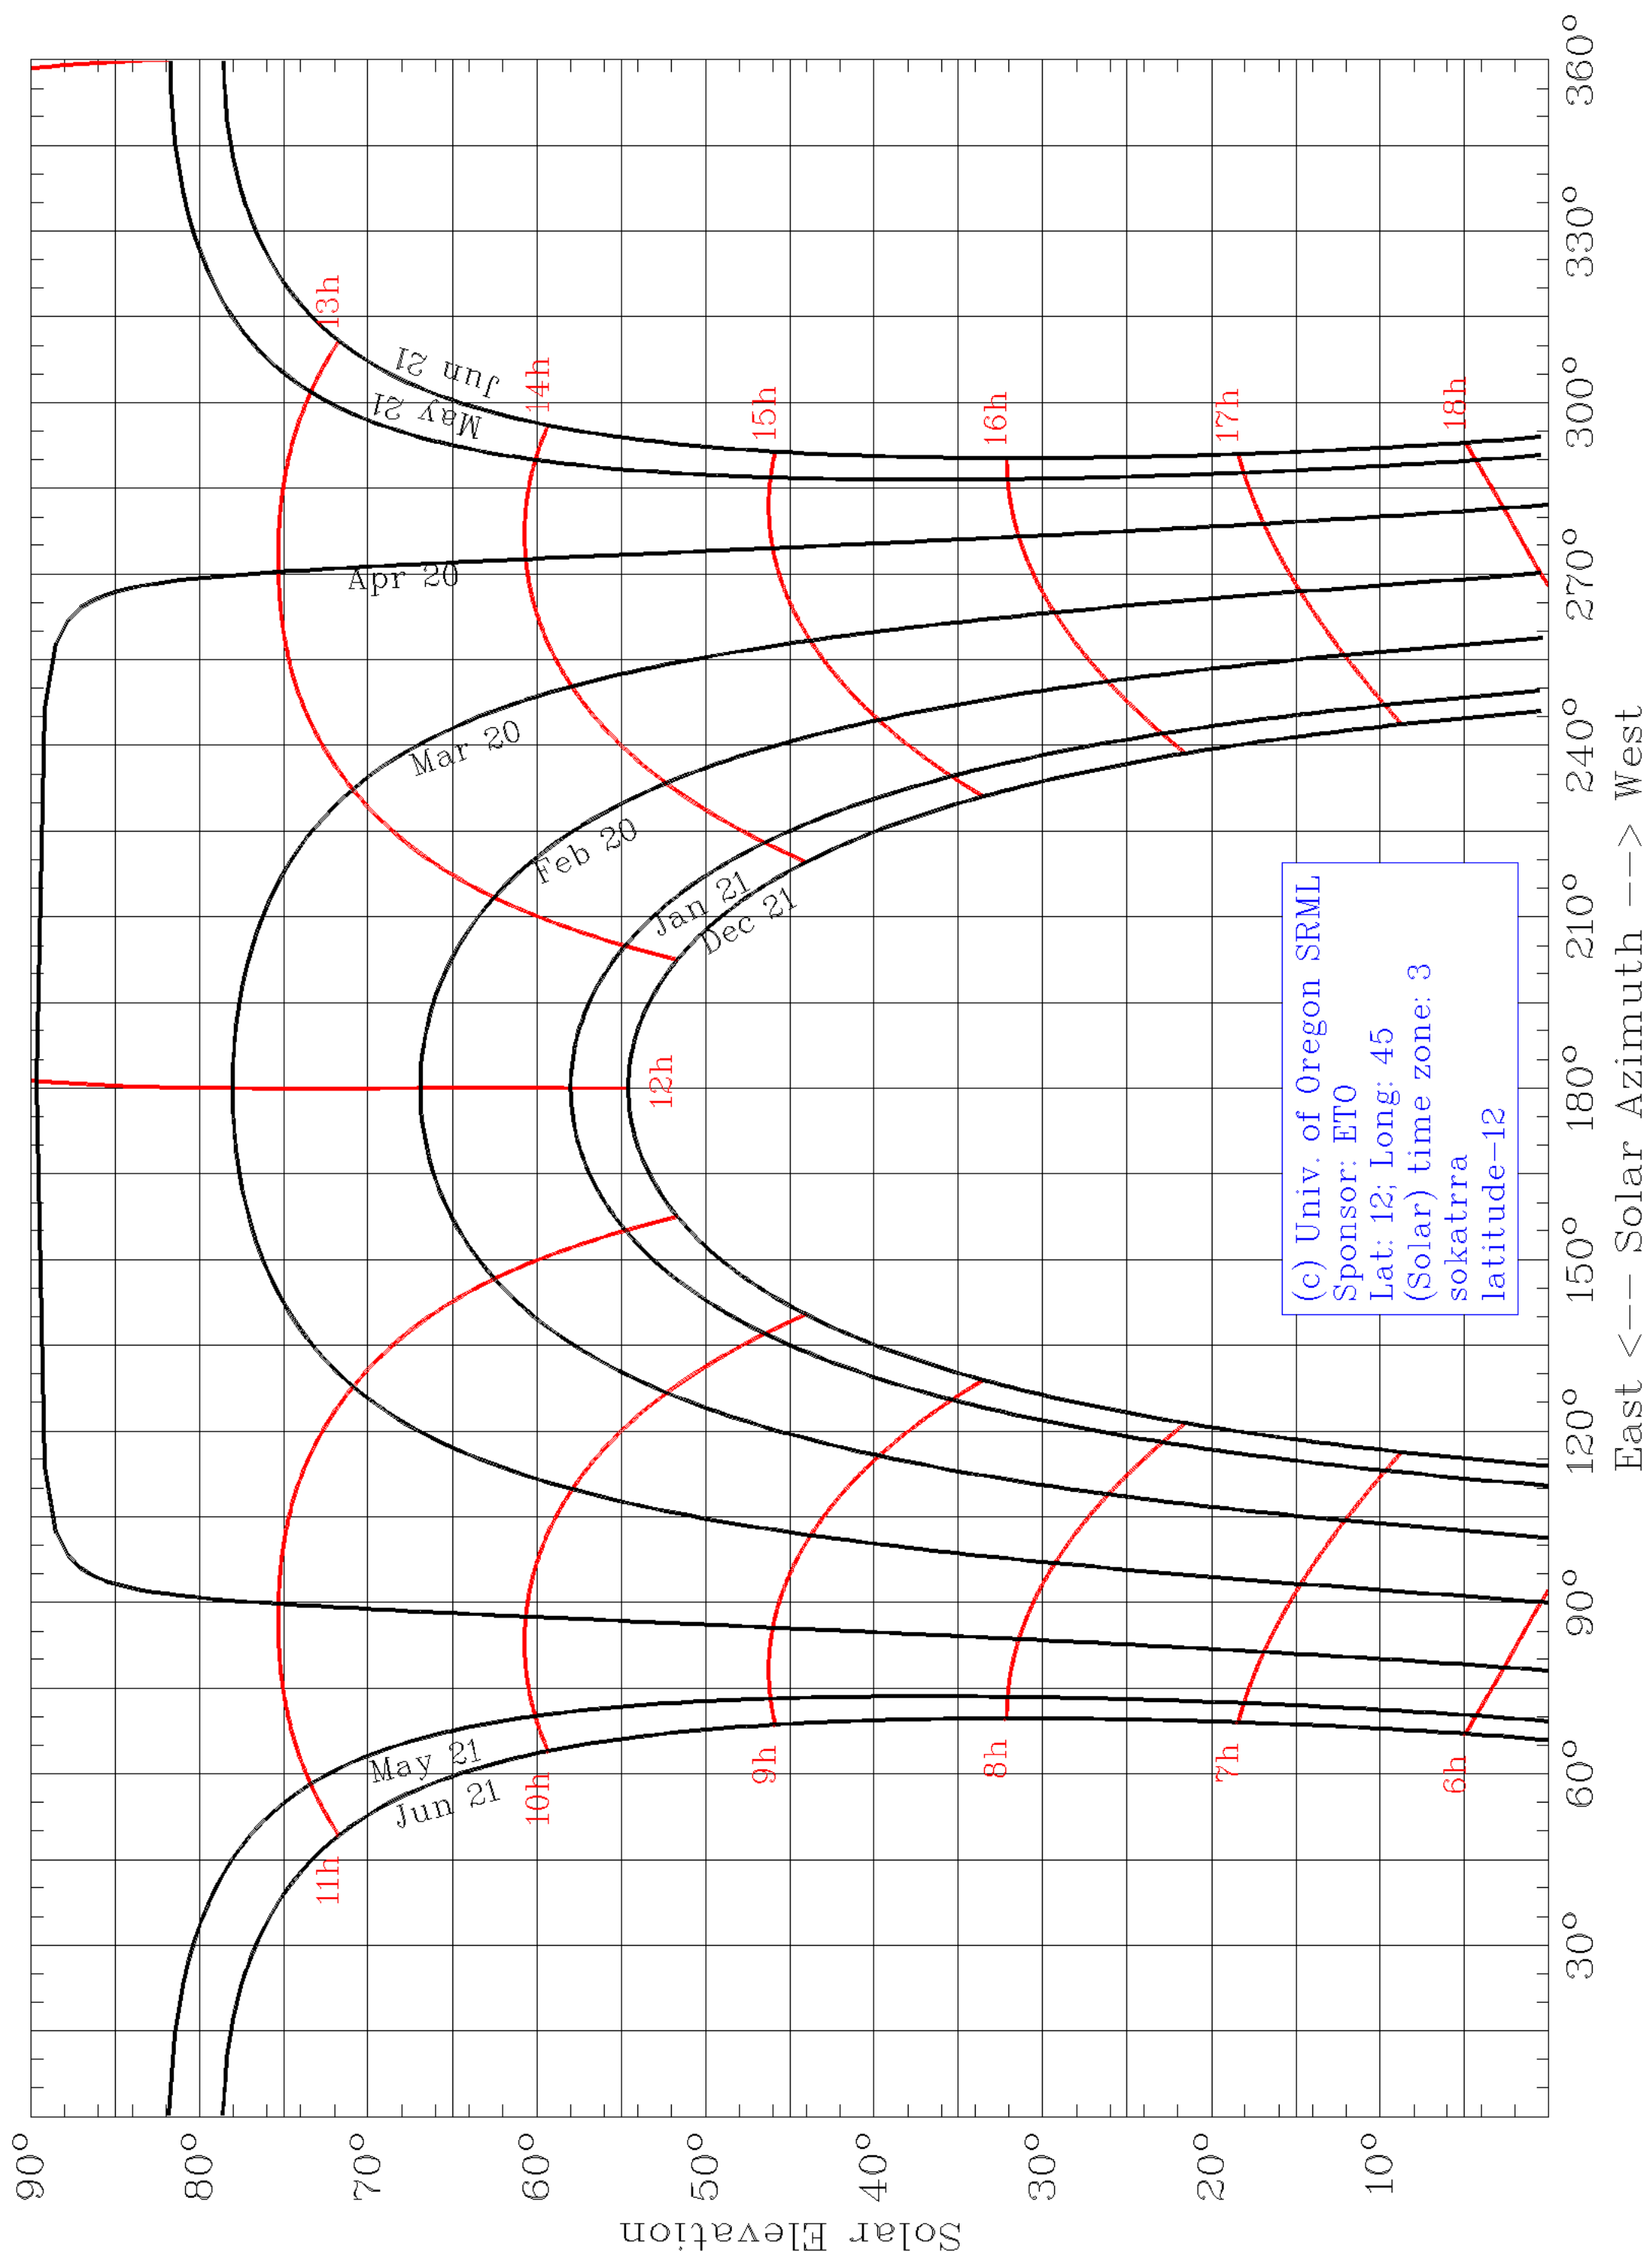 90°
80°
70°
60°
50°
40°
30°
20°
10°
Solar Elevation
30°
60°
90°
120°
150°
180°
210°
240°
270°
300°
330°
360°
East <-- Solar Azimuth --> West
11h
10h
9h
8h
7h
6h
12h
13h
14h
15h
16h
17h
18h
May 21
Jun 21
Apr 20
Mar 20
Feb 20
Jan 21
Dec 21
May 21
Jun 21
(c) Univ. of Oregon SRML
Sponsor: ETO
Lat: 12; Long: 45
(Solar) time zone: 3
sokatrra
latitude-12